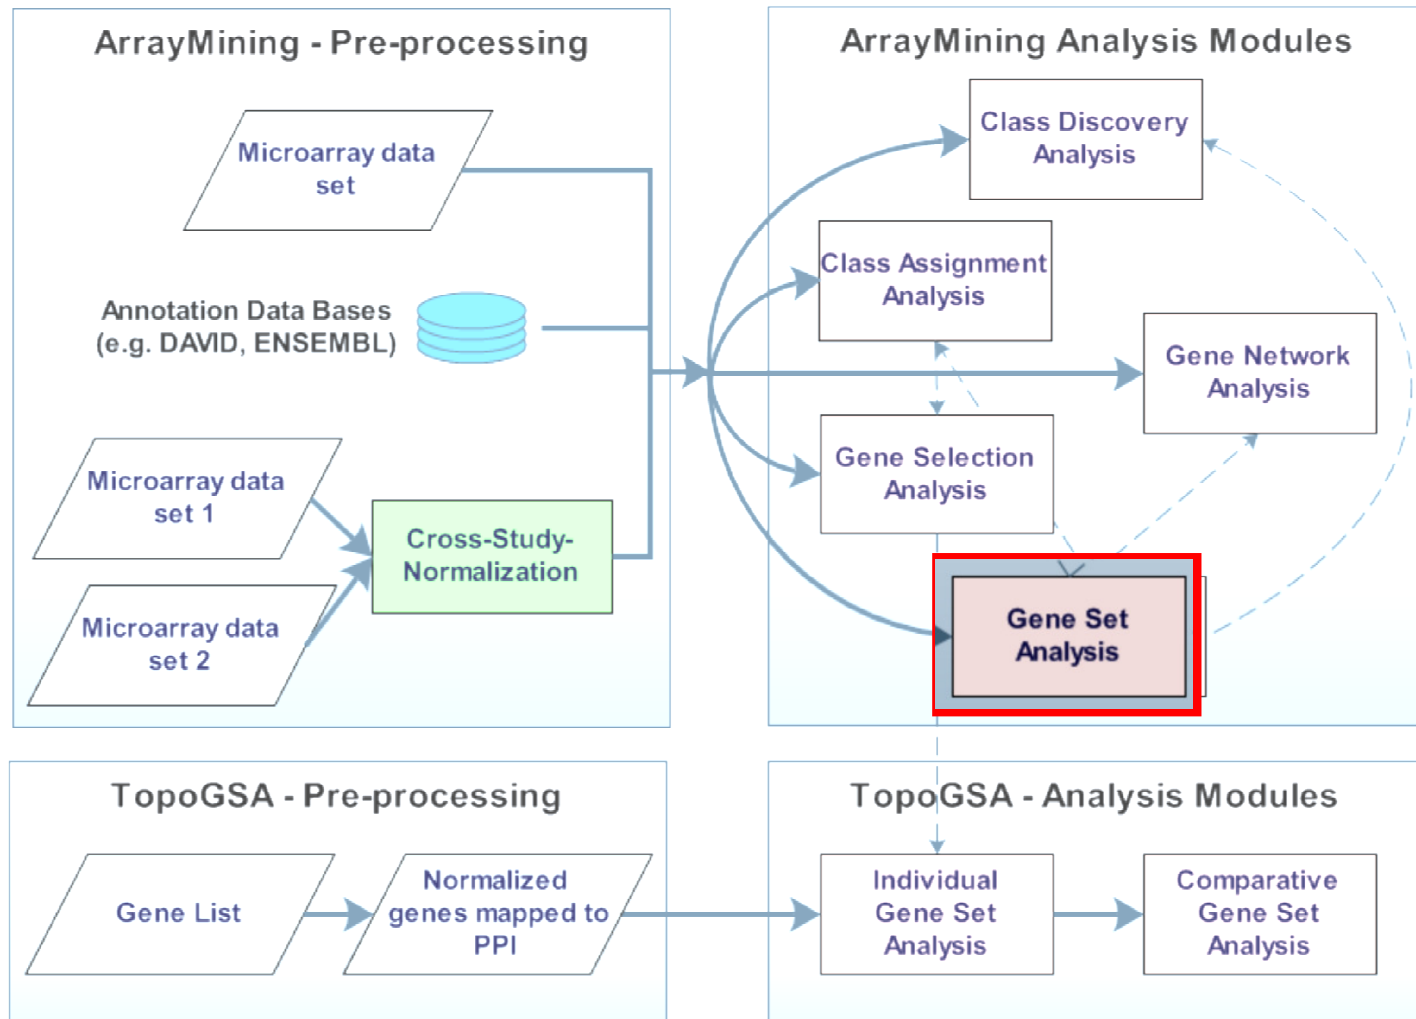 ArrayMining - Pre-processing
Microarray data
set
Annotation Data Bases
(e.g. DAVID, ENSEMBL)
Microarray data
set 1
Cross-Study-
Normalization
Microarray data
set 2
ArrayMining Analysis Modules
Class Discovery
Analysis
Class Assignment
Analysis
Gene Network
Analysis
Gene Selection
Analysis
Gene Set
Analysis
TopoGSA - Pre-processing
Gene List
Normalized
genes mapped to
PPI
TopoGSA - Analysis Modules
Individual
Gene Set
Analysis
Comparative
Gene Set
Analysis